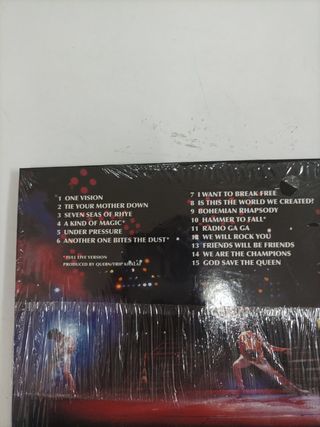 1 ONE VISION
2 TIE YOUR MOTHER DOWN
3 SEVEN SEAS OF RHYE
4 A KIND OF MAGIC*
5 UNDER PRESSURE
6 ANOTHER ONE BITES THE DUST*
*FULL LIVE VERSION
PRODUCED BY QUEEN/TRIP KHALAF
7 I WANT TO BREAK FREE
8 IS THIS THE WORLD WE CREATED?
9 BOHEMIAN RHAPSODY
10 HAMMER TO FALL*
11 RADIO GA GA
12 WE WILL ROCK YOU
13 FRIENDS WILL BE FRIENDS
14 WE ARE THE CHAMPIONS
15 GOD SAVE THE QUEEN